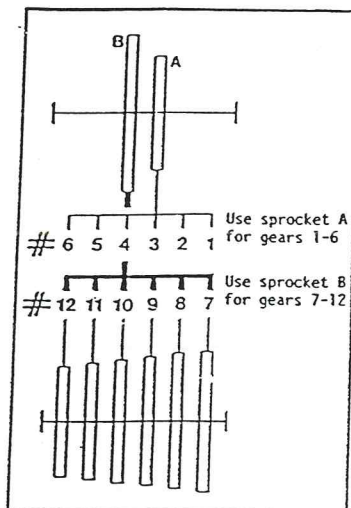 B
A
Use sprocket A
# 6 5 4 3 2 1 for gears 1-6
Use sprocket B
# 12 11 10 9 8 7 for gears 7-12